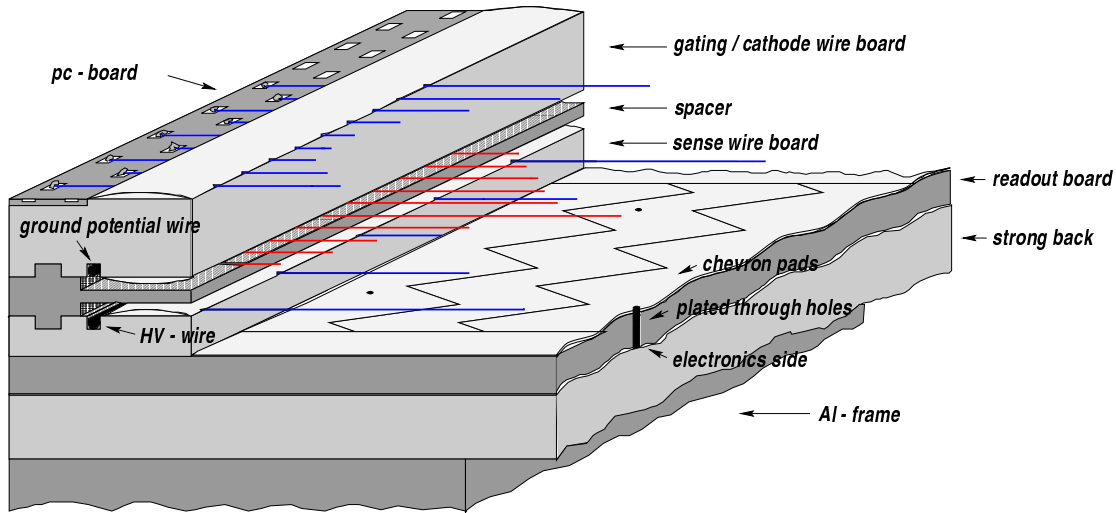 gating / cathode wire board
pc - board
spacer
sense wire board
readout board
ground potential wire
strong back
chevron pads
plated through holes
HV - wire
electronics side
Al - frame